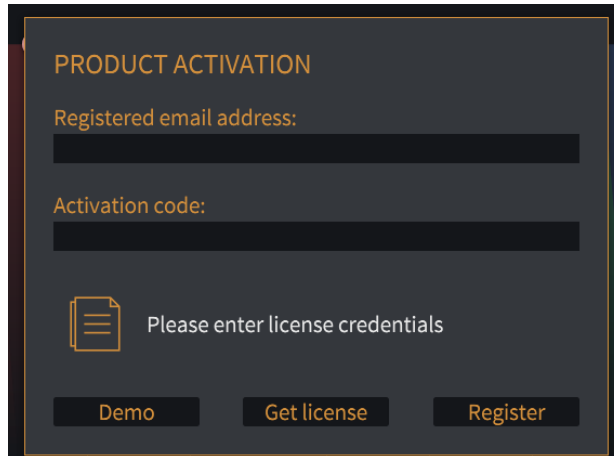 PRODUCT ACTIVATION
Registered email address:
Activation code:
Please enter license credentials
Demo
Get license
Register